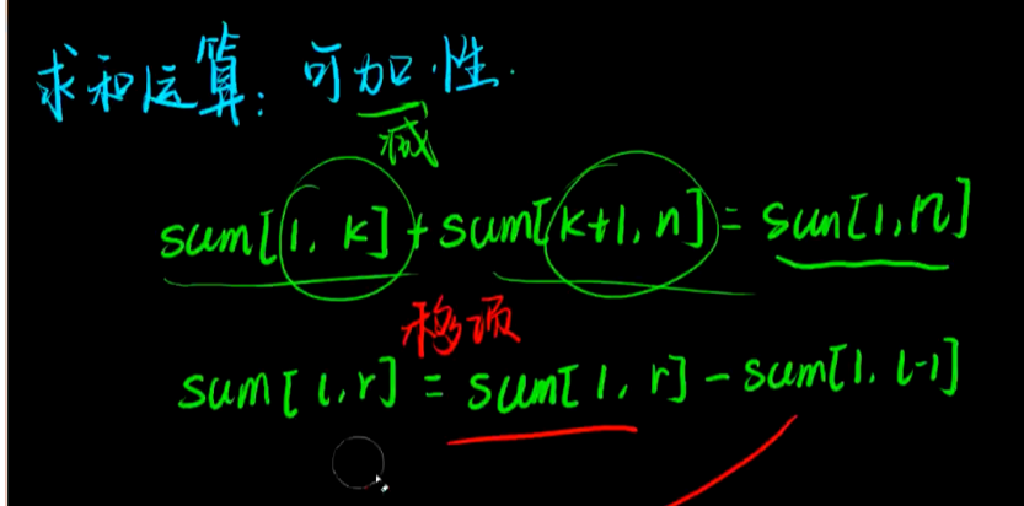 求和运算: 可加性.
减
sum[1, k] + sum[k+1, n] = sun[1, n]
移项
sum[l, r] = sum[1, r] - sum[1, l-1]